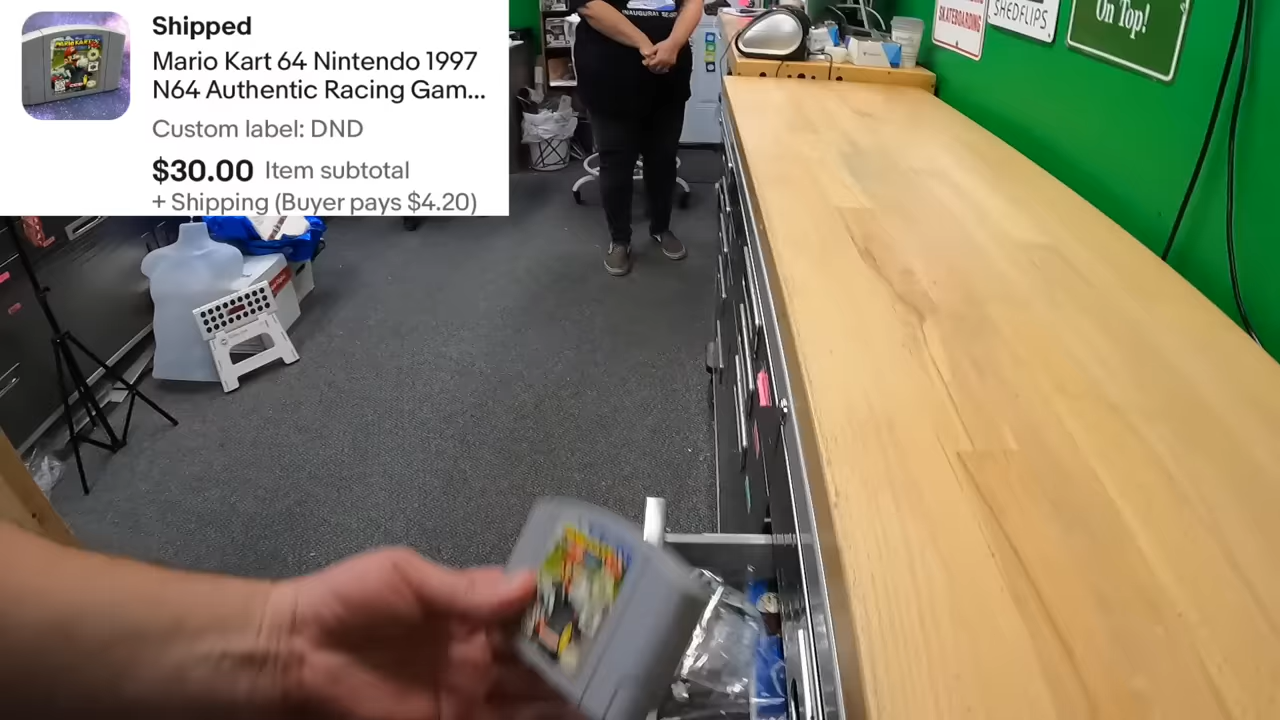 Shipped
Mario Kart 64 Nintendo 1997
N64 Authentic Racing Gam...
Custom label: DND
$30.00 Item subtotal
+ Shipping (Buyer pays $4.20)
INAUGURAL
SKATEBOARDING
SHEDFLIPS
On Top!